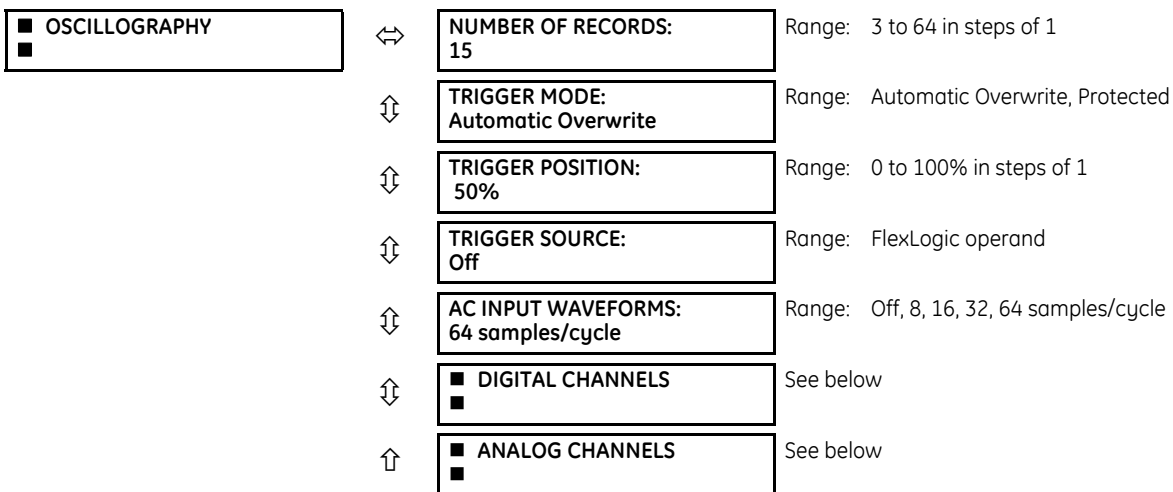 ■ OSCILLOGRAPHY
■
NUMBER OF RECORDS:
15
Range: 3 to 64 in steps of 1
TRIGGER MODE:
Automatic Overwrite
Range: Automatic Overwrite, Protected
TRIGGER POSITION:
50%
Range: 0 to 100% in steps of 1
TRIGGER SOURCE:
Off
Range: FlexLogic operand
AC INPUT WAVEFORMS:
64 samples/cycle
Range: Off, 8, 16, 32, 64 samples/cycle
■ DIGITAL CHANNELS
■
See below
■ ANALOG CHANNELS
■
See below